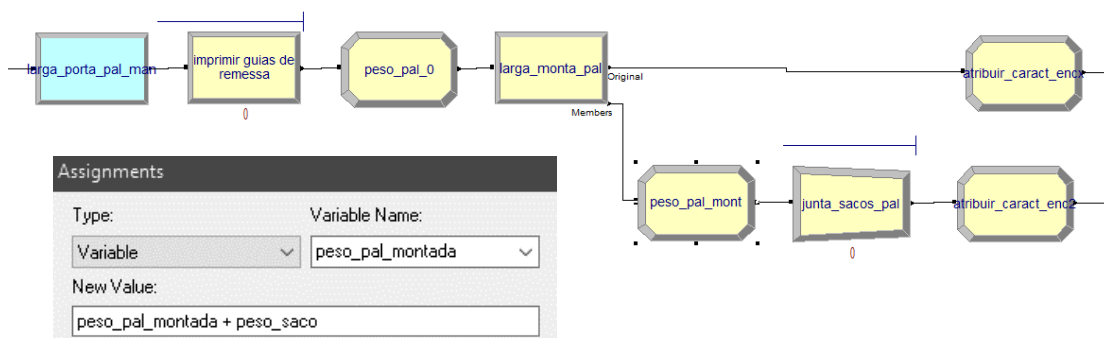 larga_porta_pal_man
imprimir guias de
remessa
0
peso_pal_0
larga_monta_pal
Original
Members
atribuir_caract_encx
peso_pal_mont
junta_sacos_pal
0
atribuir_caract_enc2
Assignments
Type:
Variable Name:
Variable
peso_pal_montada
New Value:
peso_pal_montada + peso_saco